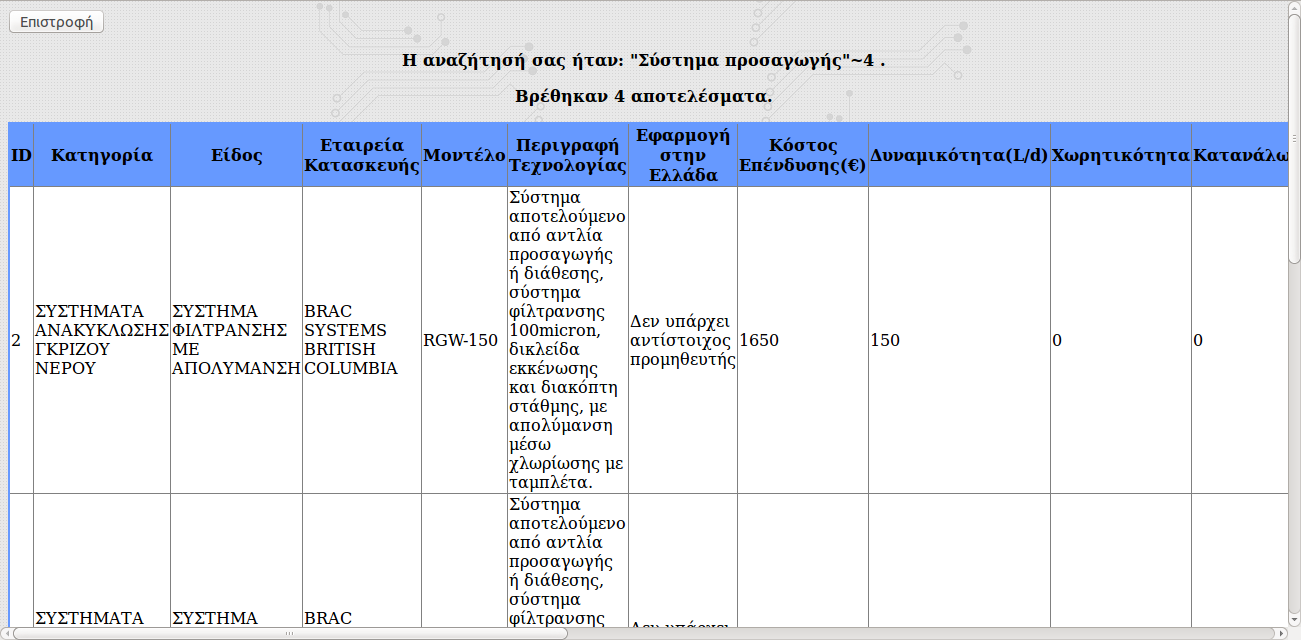 Επιστροφή
Η αναζήτησή σας ήταν: "Σύστημα προσαγωγής"~4 .
Βρέθηκαν 4 αποτελέσματα.
ID
Κατηγορία
Είδος
Εταιρεία
Κατασκευής
Μοντέλο
Περιγραφή
Τεχνολογίας
Εφαρμογή
στην
Ελλάδα
Κόστος
Επένδυσης(€)
Δυναμικότητα(L/d)
Χωρητικότητα
Κατανάλω
2
ΣΥΣΤΗΜΑΤΑ
ΑΝΑΚΥΚΛΩΣΗΣ
ΓΚΡΙΖΟΥ
ΝΕΡΟΥ
ΣΥΣΤΗΜΑ
ΦΙΛΤΡΑΝΣΗΣ
ΜΕ
ΑΠΟΛΥΜΑΝΣΗ
BRAC
SYSTEMS
BRITISH
COLUMBIA
RGW-150
Σύστημα
αποτελούμενο
από αντλία
προσαγωγής
ή διάθεσης,
σύστημα
φίλτρανσης
100micron,
δικλείδα
εκκένωσης
και διακόπτη
στάθμης, με
απολύμανση
μέσω
χλωρίωσης με
ταμπλέτα.
Δεν υπάρχει
αντίστοιχος
προμηθευτής
1650
150
0
0
ΣΥΣΤΗΜΑΤΑ
ΣΥΣΤΗΜΑ
BRAC
Σύστημα
αποτελούμενο
από αντλία
προσαγωγής
ή διάθεσης,
σύστημα
φίλτρανσης
Δεν υπάρχει